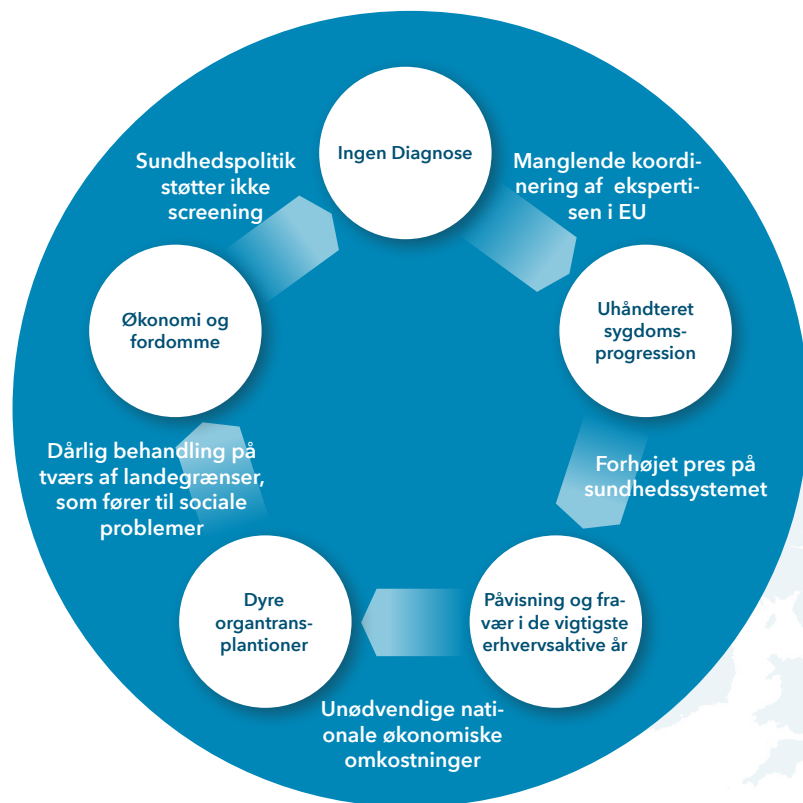 Ingen Diagnose
Manglende koordi-
nering af eksperti-
sen i EU
Uhåndteret
sygdoms-
progression
Forhøjet pres på
sundhedssystemet
Påvisning og fra-
vær i de vigtigste
erhvervsaktive år
Unødvendige nati-
onale økonomiske
omkostninger
Dyre
organtrans-
plantioner
Dårlig behandling på
tværs af landegrænser,
som fører til sociale
problemer
Økonomi og
fordomme
Sundhedspolitik
støtter ikke
screening